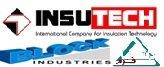 INSUTECH
International Company for Insulation Technology
BLOCK
INDUSTRIES